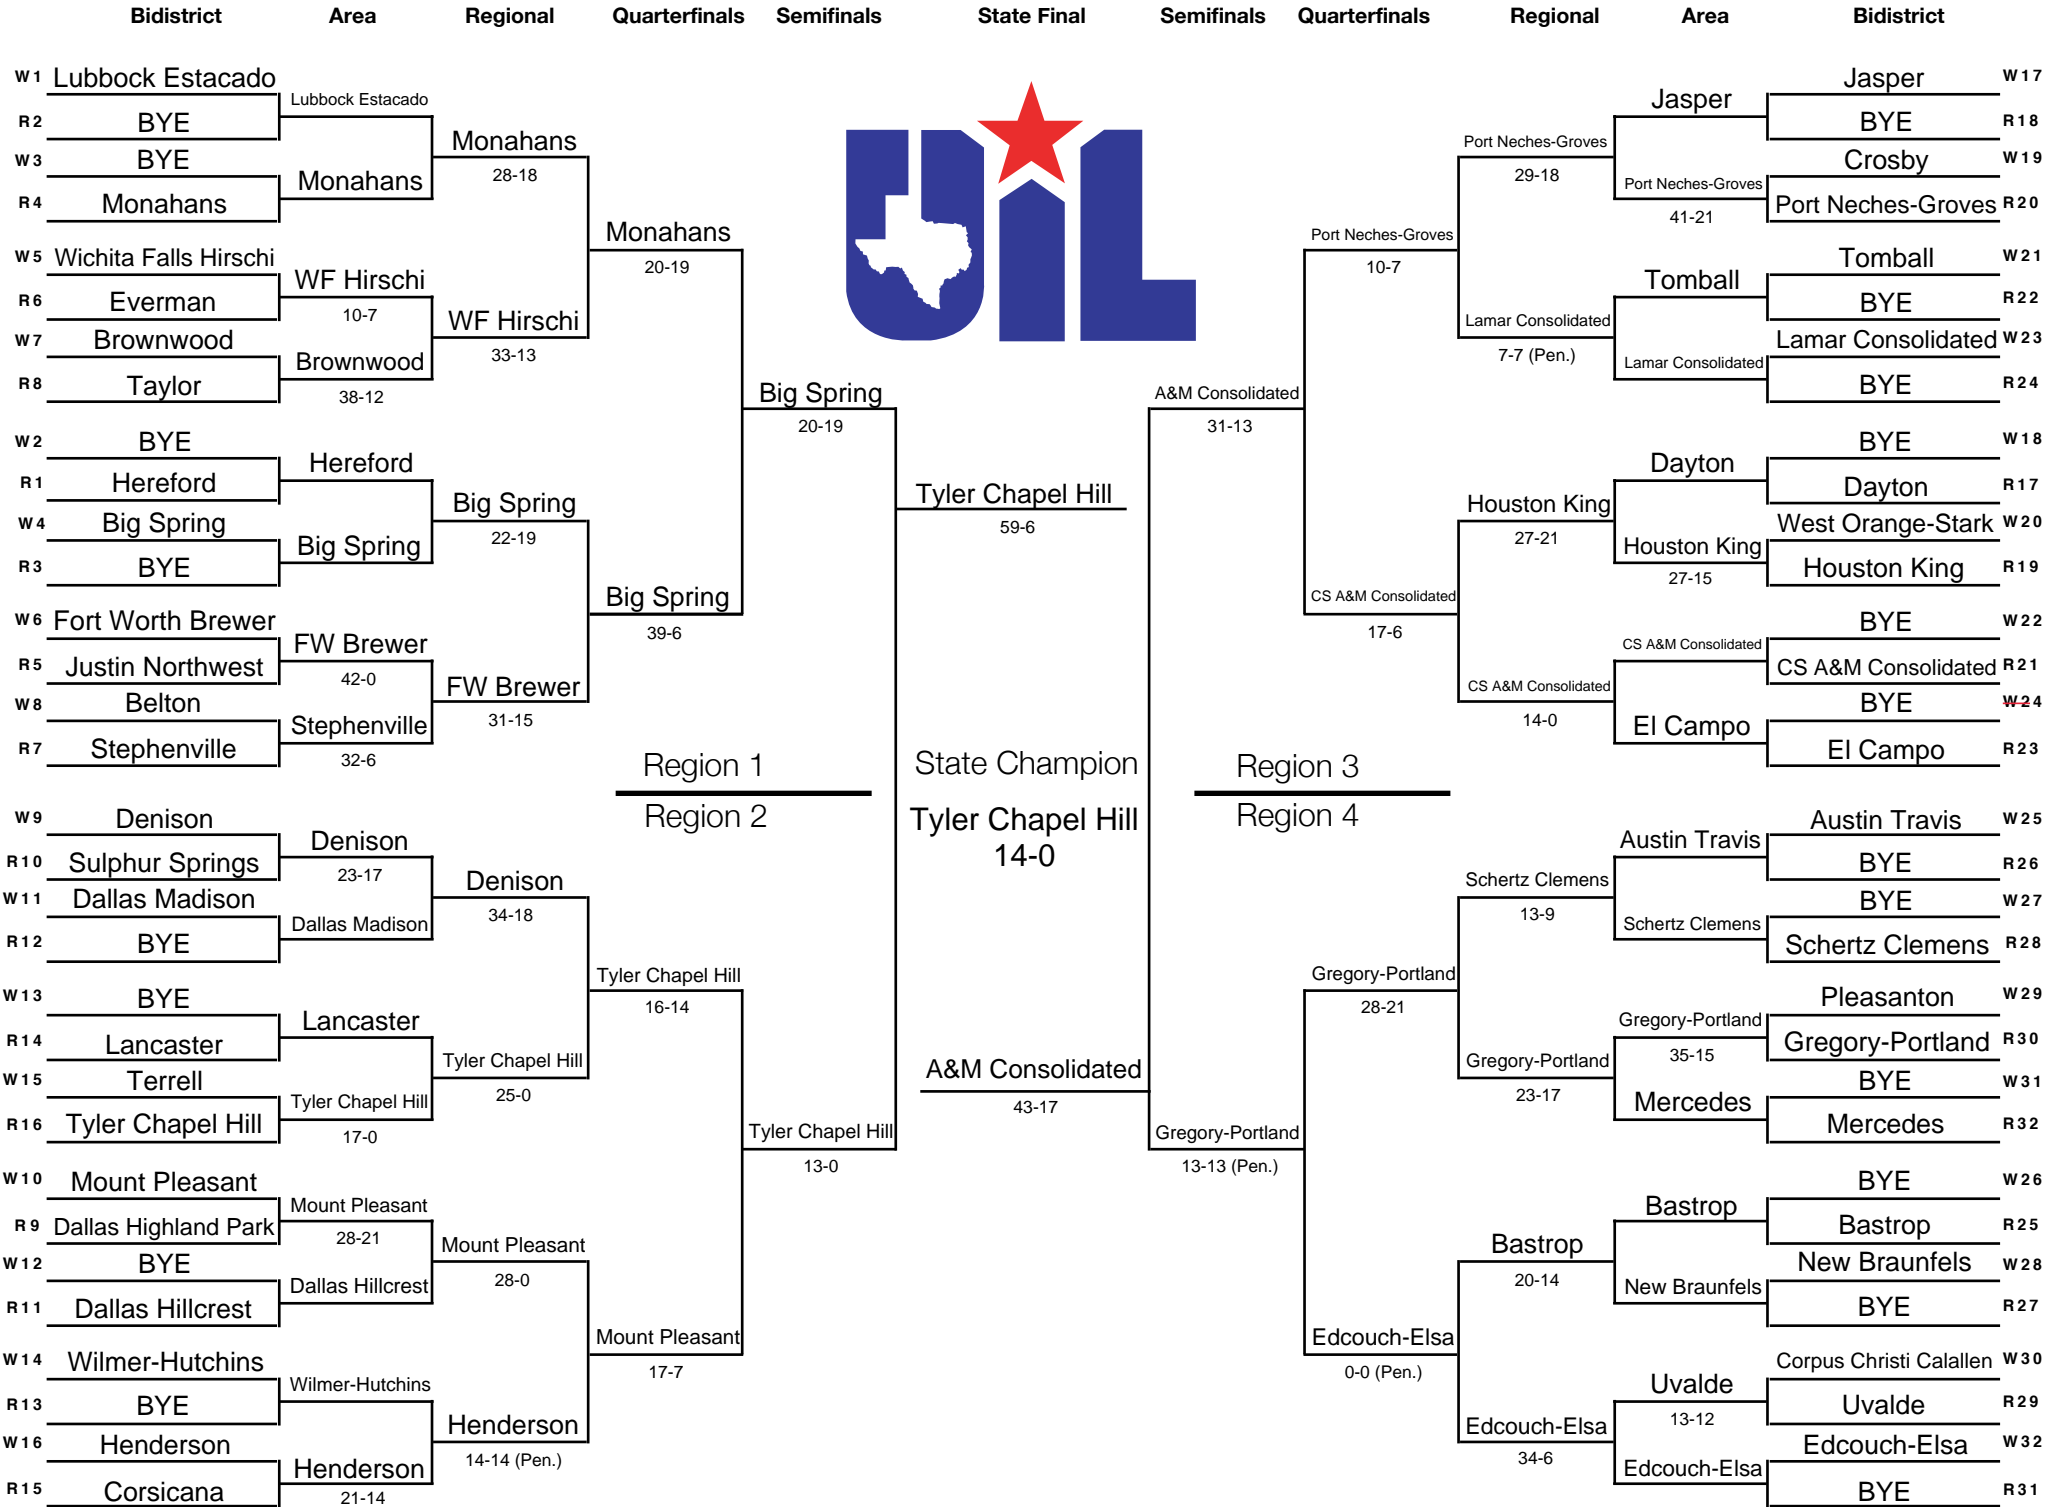 Bidistrict Area Regional Quarterfinals Semifinals State Final Semifinals Quarterfinals Regional Area Bidistrict
W1 Lubbock Estacado
Lubbock Estacado
R2 BYE
Monahans
28-18
W3 BYE
Monahans
R4 Monahans
Monahans
20-19
W5 Wichita Falls Hirschi
WF Hirschi
10-7
R6 Everman
WF Hirschi
33-13
W7 Brownwood
Brownwood
38-12
R8 Taylor
Big Spring
20-19
W2 BYE
Hereford
R1 Hereford
Big Spring
22-19
W4 Big Spring
Big Spring
R3 BYE
Big Spring
39-6
W6 Fort Worth Brewer
FW Brewer
42-0
R5 Justin Northwest
FW Brewer
31-15
W8 Belton
Stephenville
32-6
R7 Stephenville
Region 1
Region 2
W9 Denison
Denison
23-17
R10 Sulphur Springs
Denison
34-18
W11 Dallas Madison
Dallas Madison
R12 BYE
Tyler Chapel Hill
16-14
W13 BYE
Lancaster
R14 Lancaster
Tyler Chapel Hill
25-0
W15 Terrell
Tyler Chapel Hill
17-0
R16 Tyler Chapel Hill
Tyler Chapel Hill
13-0
W10 Mount Pleasant
Mount Pleasant
28-21
R9 Dallas Highland Park
Mount Pleasant
28-0
W12 BYE
Dallas Hillcrest
R11 Dallas Hillcrest
Mount Pleasant
17-7
W14 Wilmer-Hutchins
Wilmer-Hutchins
R13 BYE
Henderson
14-14 (Pen.)
W16 Henderson
Henderson
21-14
R15 Corsicana
UIL
Tyler Chapel Hill
59-6
State Champion
Tyler Chapel Hill
14-0
A&M Consolidated
43-17
Jasper W17
Jasper
BYE R18
Port Neches-Groves
29-18
Crosby W19
Port Neches-Groves
41-21
Port Neches-Groves R20
Port Neches-Groves
10-7
Tomball W21
Tomball
BYE R22
Lamar Consolidated
7-7 (Pen.)
Lamar Consolidated W23
Lamar Consolidated
BYE R24
A&M Consolidated
31-13
BYE W18
Dayton
Dayton R17
Houston King
27-21
West Orange-Stark W20
Houston King
27-15
Houston King R19
CS A&M Consolidated
17-6
BYE W22
CS A&M Consolidated
CS A&M Consolidated R21
CS A&M Consolidated
14-0
BYE W24
El Campo
El Campo R23
Region 3
Region 4
Austin Travis W25
Austin Travis
BYE R26
Schertz Clemens
13-9
BYE W27
Schertz Clemens
Schertz Clemens R28
Gregory-Portland
28-21
Pleasanton W29
Gregory-Portland
35-15
Gregory-Portland R30
Gregory-Portland
23-17
BYE W31
Mercedes
Mercedes R32
Gregory-Portland
13-13 (Pen.)
BYE W26
Bastrop
Bastrop R25
Bastrop
20-14
New Braunfels W28
New Braunfels
BYE R27
Edcouch-Elsa
0-0 (Pen.)
Corpus Christi Calallen W30
Uvalde
13-12
Uvalde R29
Edcouch-Elsa
34-6
Edcouch-Elsa W32
Edcouch-Elsa
BYE R31